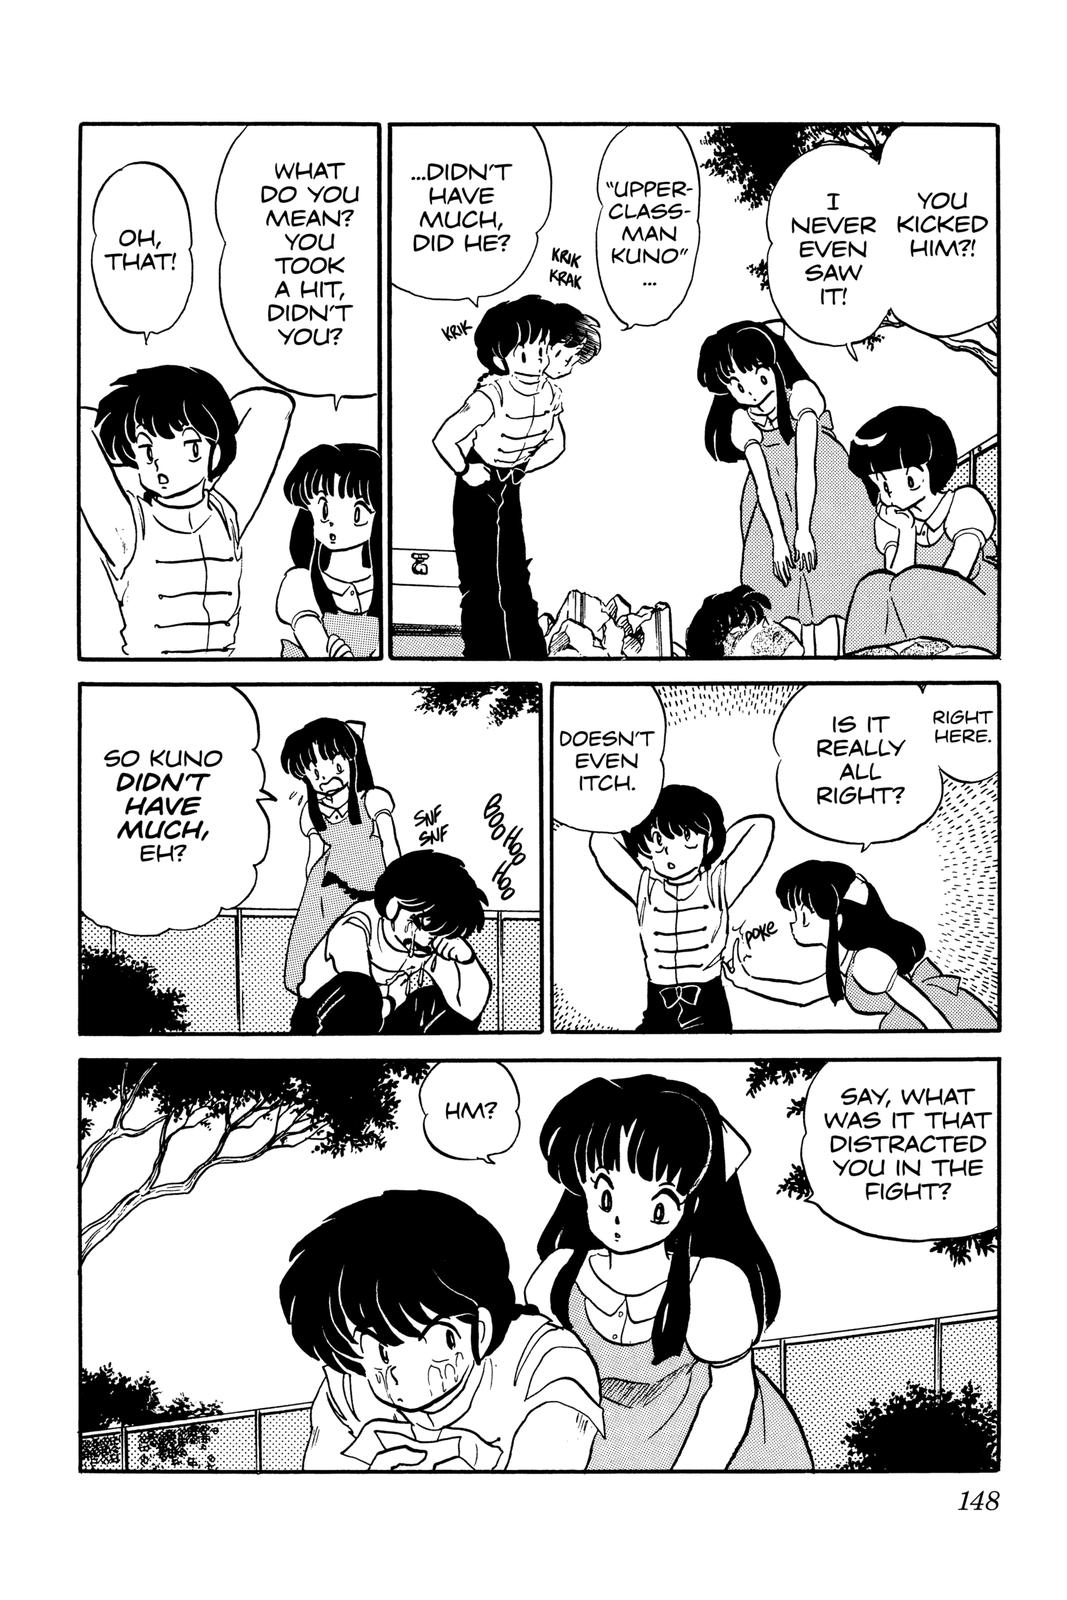 YOU
KICKED
HIM?!
I
NEVER
EVEN
SAW
IT!
"UPPER-
CLASS-
MAN
KUNO"
...
...DIDN'T
HAVE
MUCH,
DID HE?
KRIK
KRAK
KRIK
WHAT
DO YOU
MEAN?
YOU
TOOK
A HIT,
DIDN'T
YOU?
OH,
THAT!
RIGHT
HERE.
IS IT
REALLY
ALL
RIGHT?
DOESN'T
EVEN
ITCH.
POKE
SO KUNO
DIDN'T
HAVE
MUCH,
EH?
SNF
SNF
BOO HOO
HOO
SAY, WHAT
WAS IT THAT
DISTRACTED
YOU IN THE
FIGHT?
HM?
148